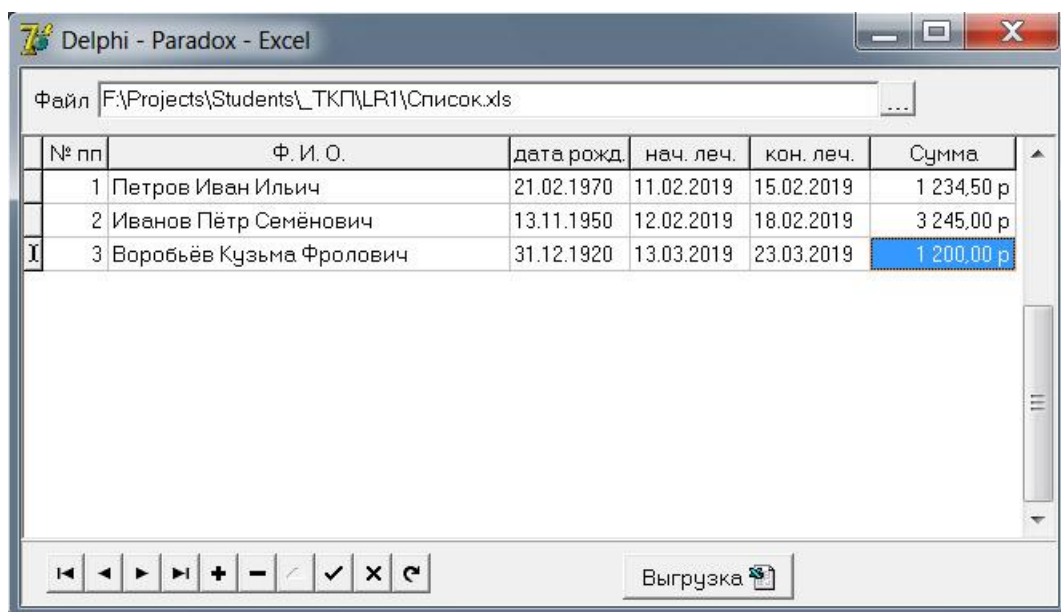 Delphi - Paradox - Excel
Файл F:\Projects\Students\_ТКП\LR1\Список.xls ...
№ пп Ф. И. О. дата рожд. нач. леч. кон. леч. Сумма
1 Петров Иван Ильич 21.02.1970 11.02.2019 15.02.2019 1 234,50 р
2 Иванов Пётр Семёнович 13.11.1950 12.02.2019 18.02.2019 3 245,00 р
3 Воробьёв Кузьма Фролович 31.12.1920 13.03.2019 23.03.2019 1 200,00 р
Выгрузка